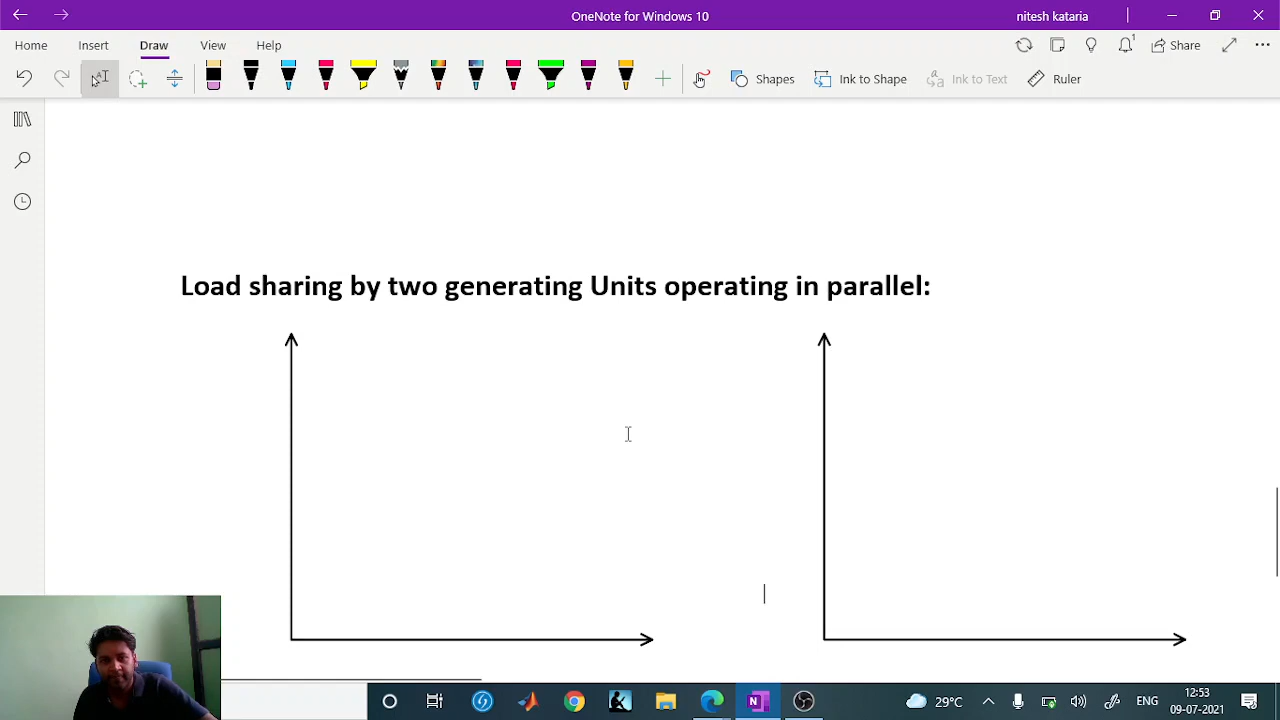 OneNote for Windows 10
nitesh kataria
Home Insert Draw View Help
Share
Shapes
Ink to Shape
Ink to Text
Ruler
Load sharing by two generating Units operating in parallel:
29°C
ENG
12:53
09-07-2021